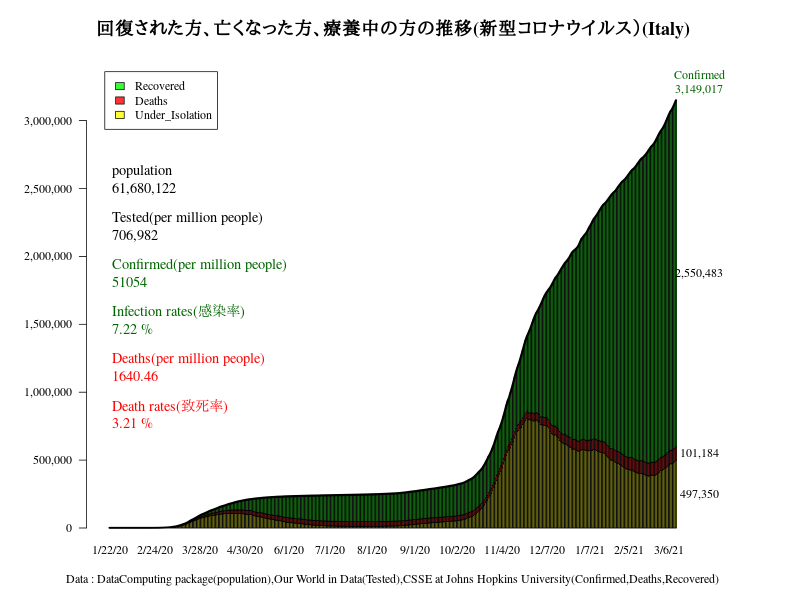 回復された方、亡くなった方、療養中の方の推移(新型コロナウイルス）(Italy)
Confirmed
3,149,017
Recovered
Deaths
Under_Isolation
population
61,680,122
Tested(per million people)
706,982
Confirmed(per million people)
51054
Infection rates(感染率)
7.22 %
Deaths(per million people)
1640.46
Death rates(致死率)
3.21 %
3,000,000
2,500,000
2,000,000
1,500,000
1,000,000
500,000
0
2,550,483
101,184
497,350
1/22/20 2/24/20 3/28/20 4/30/20 6/1/20 7/1/20 8/1/20 9/1/20 10/2/20 11/4/20 12/7/20 1/7/21 2/5/21 3/6/21
Data : DataComputing package(population),Our World in Data(Tested),CSSE at Johns Hopkins University(Confirmed,Deaths,Recovered)